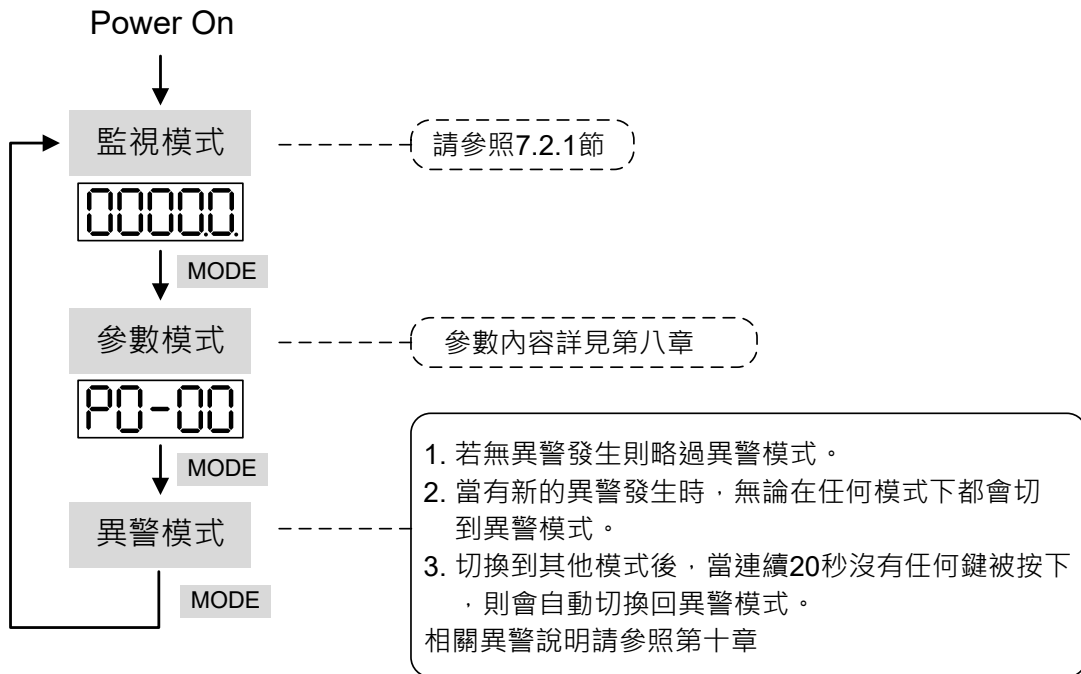 Power On
監視模式
請參照7.2.1節
0000.0.
MODE
參數模式
參數內容詳見第八章
P0-00
MODE
異警模式
MODE
1. 若無異警發生則略過異警模式。
2. 當有新的異警發生時，無論在任何模式下都會切
到異警模式。
3. 切換到其他模式後，當連續20秒沒有任何鍵被按下
，則會自動切換回異警模式。
相關異警說明請參照第十章